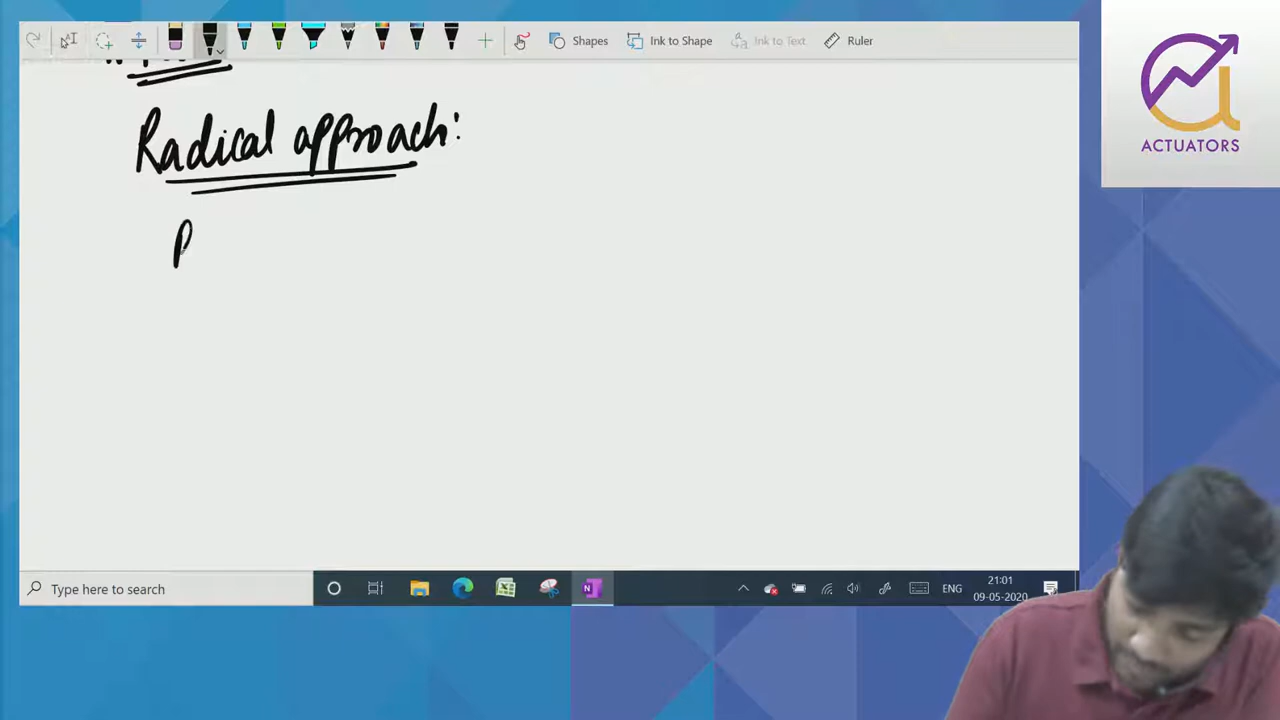 Shapes Ink to Shape Ink to Text Ruler
Radical approach:
P
ACTUATORS
Type here to search
N
ENG
21:01
09-05-2020